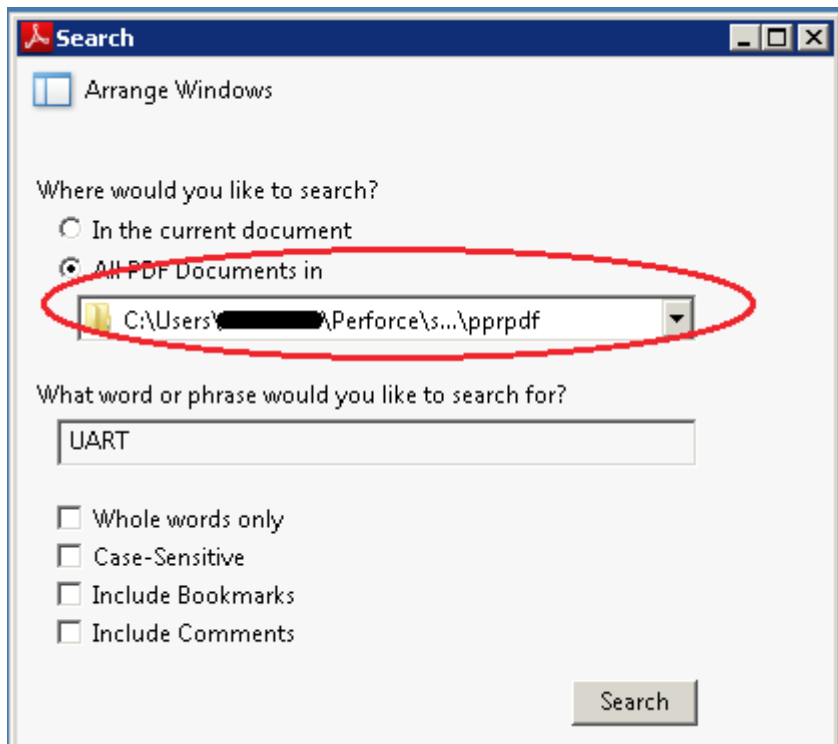 Search
Arrange Windows
Where would you like to search?
In the current document
All PDF Documents in
C:\Users\ \Perforce\s...\pprpdf
What word or phrase would you like to search for?
UART
Whole words only
Case-Sensitive
Include Bookmarks
Include Comments
Search